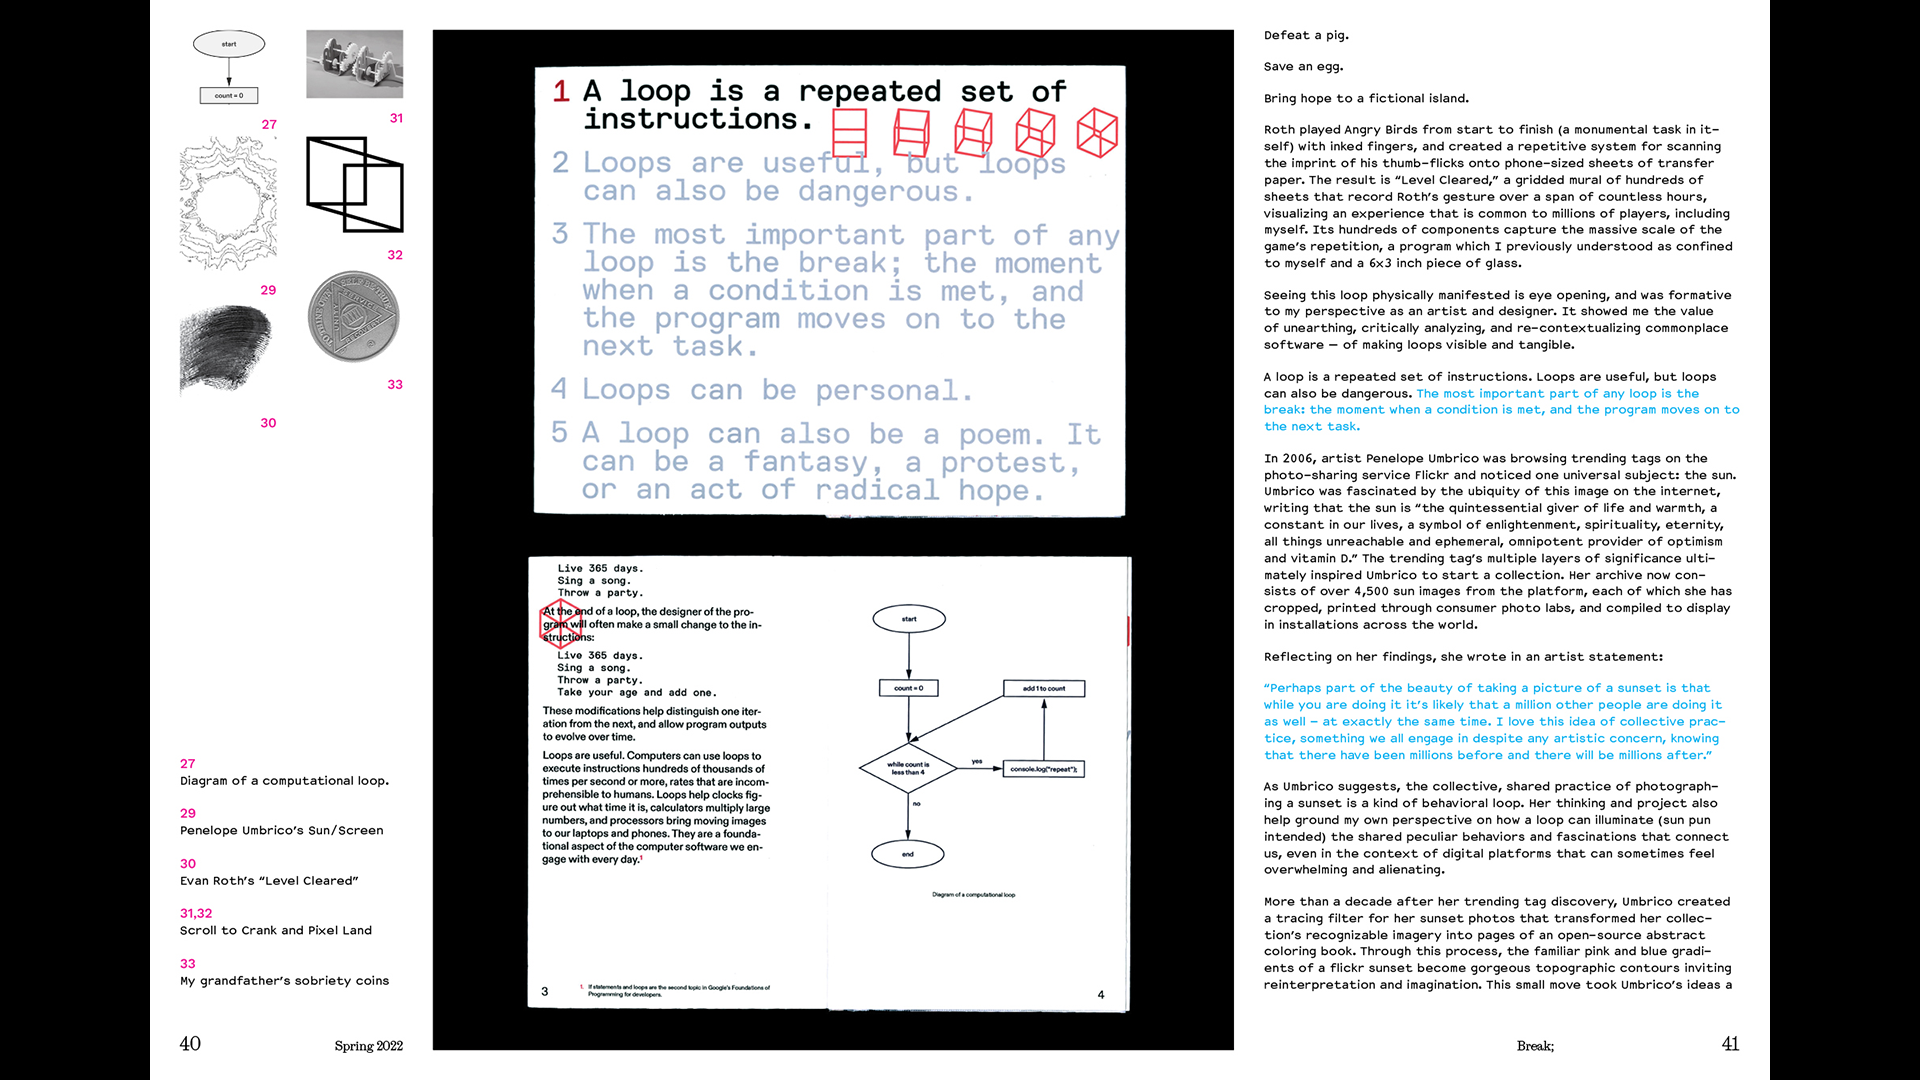 start
count = 0
27
31
29
32
30
33
27
Diagram of a computational loop.
29
Penelope Umbrico's Sun/Screen
30
Evan Roth's "Level Cleared"
31,32
Scroll to Crank and Pixel Land
33
My grandfather's sobriety coins
40
Spring 2022
1 A loop is a repeated set of
instructions.
2 Loops are useful, but loops
can also be dangerous.
3 The most important part of any
loop is the break; the moment
when a condition is met, and
the program moves on to the
next task.
4 Loops can be personal.
5 A loop can also be a poem. It
can be a fantasy, a protest,
or an act of radical hope.
Live 365 days.
Sing a song.
Throw a party.
At the end of a loop, the designer of the pro-
gram will often make a small change to the in-
structions:
Live 365 days.
Sing a song.
Throw a party.
Take your age and add one.
These modifications help distinguish one iter-
ation from the next, and allow program outputs
to evolve over time.
Loops are useful. Computers can use loops to
execute instructions hundreds of thousands of
times per second or more, rates that are incom-
prehensible to humans. Loops help clocks fig-
ure out what time it is, calculators multiply large
numbers, and processors bring moving images
to our laptops and phones. They are a founda-
tional aspect of the computer software we en-
gage with every day.1
3
1. If statements and loops are the second topic in Google's Foundations of
Programming for developers.
start
count = 0
add 1 to count
while count is
less than 4
yes
console.log("repeat");
no
end
Diagram of a computational loop
4
Defeat a pig.
Save an egg.
Bring hope to a fictional island.
Roth played Angry Birds from start to finish (a monumental task in it-
self) with inked fingers, and created a repetitive system for scanning
the imprint of his thumb-flicks onto phone-sized sheets of transfer
paper. The result is "Level Cleared," a gridded mural of hundreds of
sheets that record Roth's gesture over a span of countless hours,
visualizing an experience that is common to millions of players, including
myself. Its hundreds of components capture the massive scale of the
game's repetition, a program which I previously understood as confined
to myself and a 6x3 inch piece of glass.
Seeing this loop physically manifested is eye opening, and was formative
to my perspective as an artist and designer. It showed me the value
of unearthing, critically analyzing, and re-contextualizing commonplace
software — of making loops visible and tangible.
A loop is a repeated set of instructions. Loops are useful, but loops
can also be dangerous. The most important part of any loop is the
break: the moment when a condition is met, and the program moves on to
the next task.
In 2006, artist Penelope Umbrico was browsing trending tags on the
photo-sharing service Flickr and noticed one universal subject: the sun.
Umbrico was fascinated by the ubiquity of this image on the internet,
writing that the sun is "the quintessential giver of life and warmth, a
constant in our lives, a symbol of enlightenment, spirituality, eternity,
all things unreachable and ephemeral, omnipotent provider of optimism
and vitamin D." The trending tag's multiple layers of significance ulti-
mately inspired Umbrico to start a collection. Her archive now con-
sists of over 4,500 sun images from the platform, each of which she has
cropped, printed through consumer photo labs, and compiled to display
in installations across the world.
Reflecting on her findings, she wrote in an artist statement:
"Perhaps part of the beauty of taking a picture of a sunset is that
while you are doing it it's likely that a million other people are doing it
as well — at exactly the same time. I love this idea of collective prac-
tice, something we all engage in despite any artistic concern, knowing
that there have been millions before and there will be millions after."
As Umbrico suggests, the collective, shared practice of photograph-
ing a sunset is a kind of behavioral loop. Her thinking and project also
help ground my own perspective on how a loop can illuminate (sun pun
intended) the shared peculiar behaviors and fascinations that connect
us, even in the context of digital platforms that can sometimes feel
overwhelming and alienating.
More than a decade after her trending tag discovery, Umbrico created
a tracing filter for her sunset photos that transformed her collec-
tion's recognizable imagery into pages of an open-source abstract
coloring book. Through this process, the familiar pink and blue gradi-
ents of a flickr sunset become gorgeous topographic contours inviting
reinterpretation and imagination. This small move took Umbrico's ideas a
Break;
41